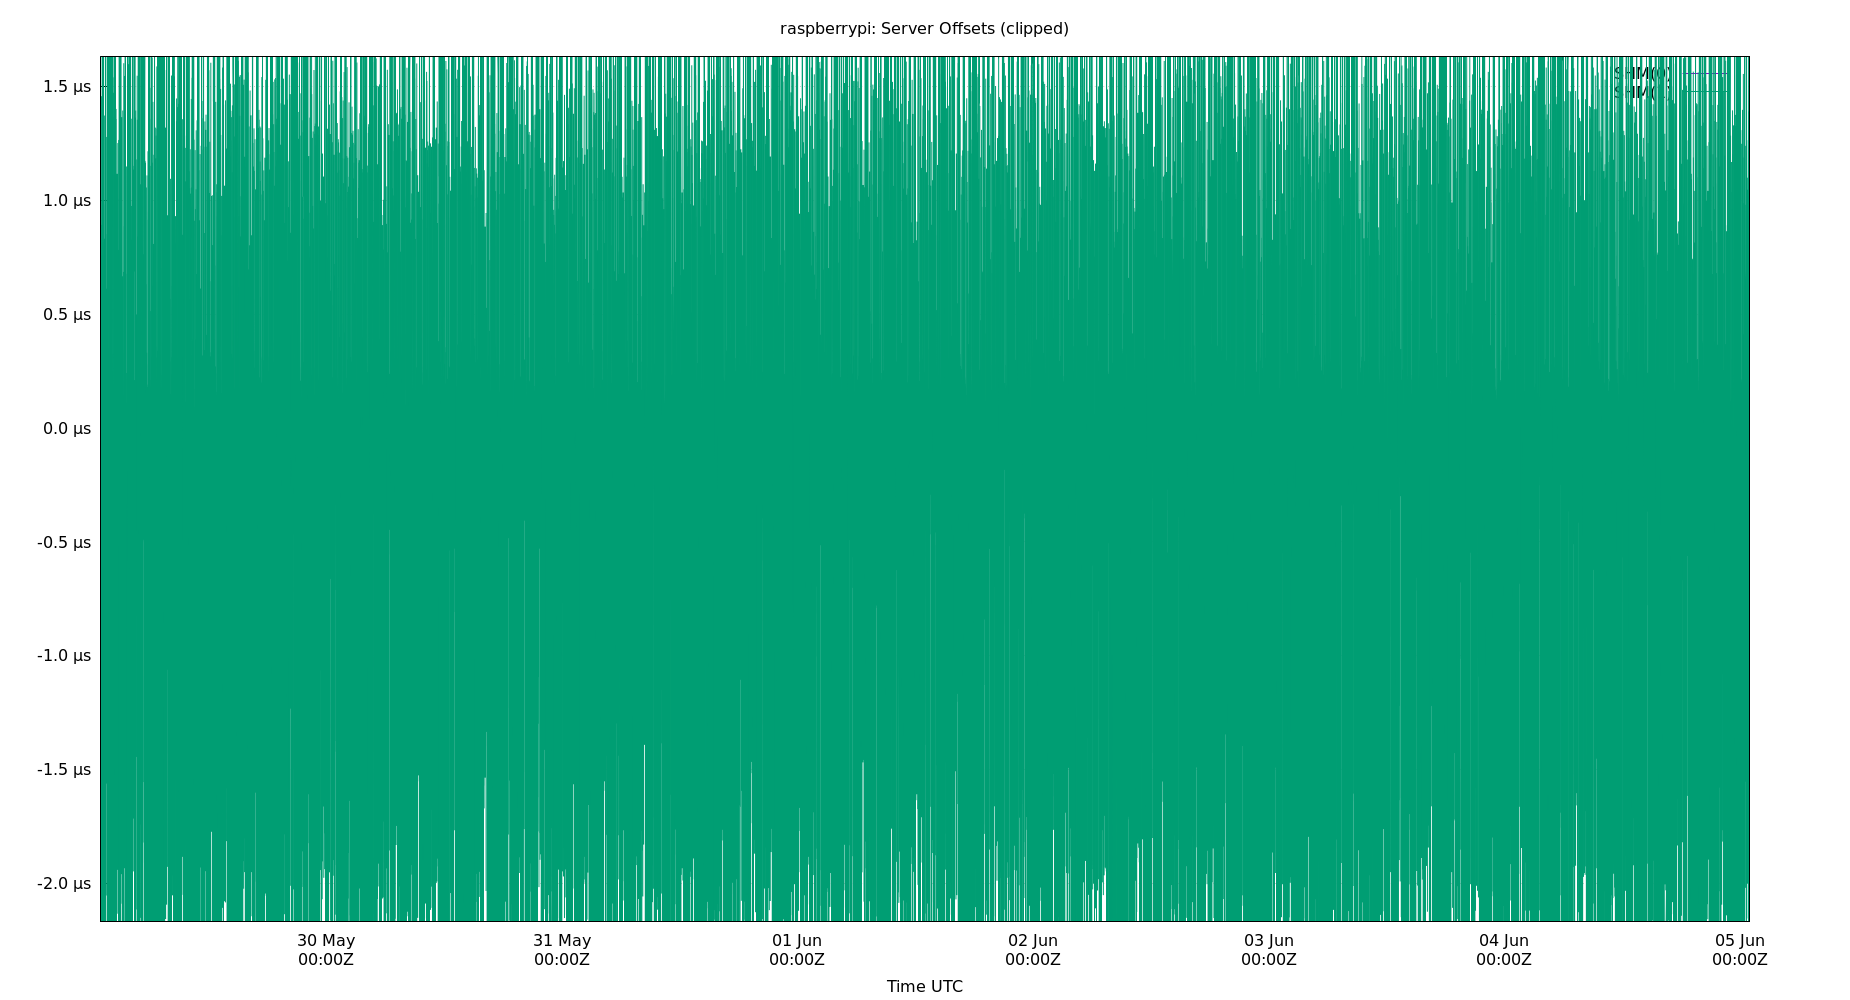 raspberrypi: Server Offsets (clipped)
SHM(0)
1.5 µs
1.0 µs
0.5 µs
0.0 µs
-0.5 µs
-1.0 µs
-1.5 µs
-2.0 µs
30 May 31 May 01 Jun 02 Jun 03 Jun 04 Jun 05 Jun
00:00Z 00:00Z 00:00Z 00:00Z 00:00Z 00:00Z 00:00Z
Time UTC